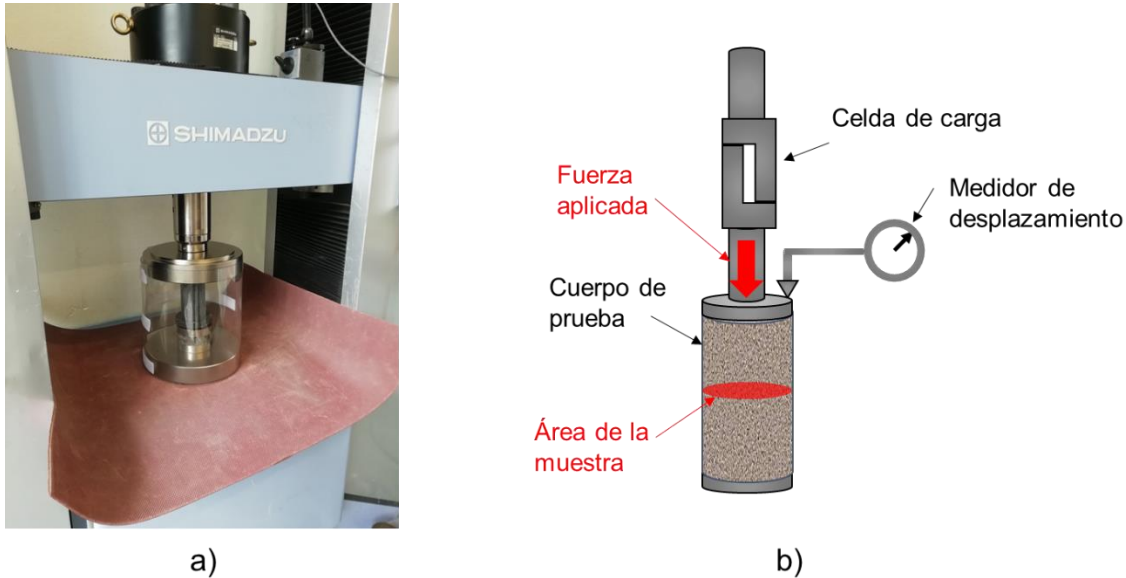 SHIMADZU
Celda de carga
Fuerza
aplicada
Medidor de
desplazamiento
Cuerpo de
prueba
Área de la
muestra
a)
b)